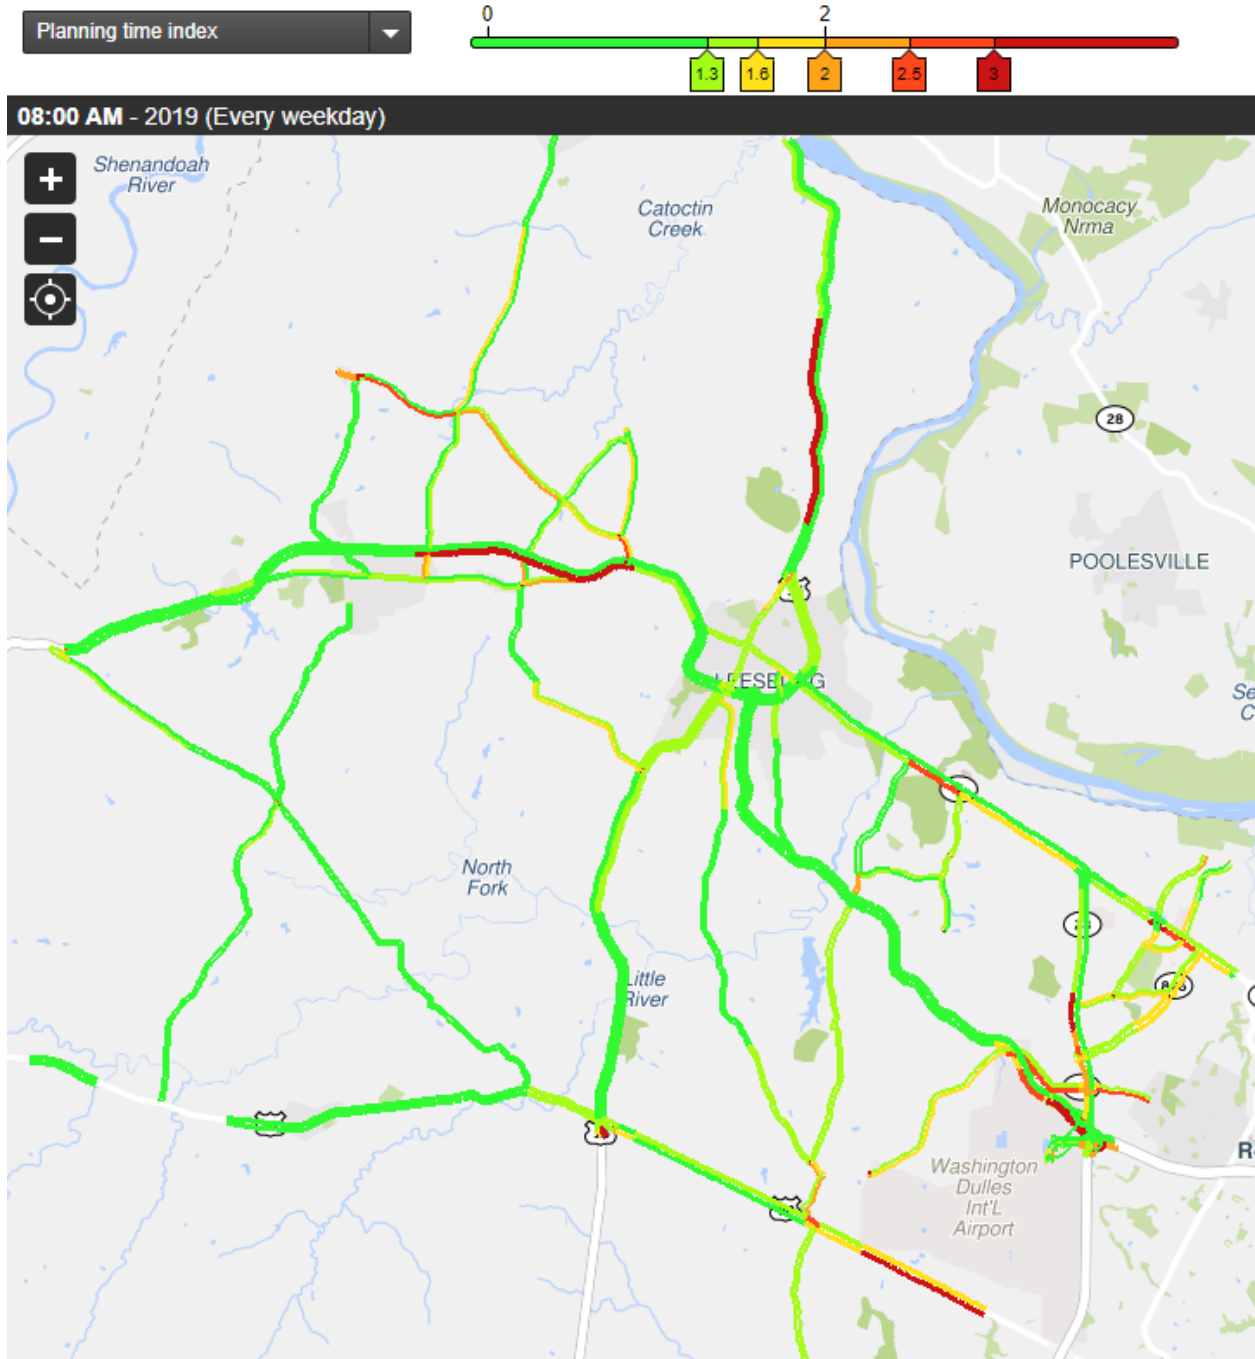 Planning time index
0
2
1.3
1.6
2
2.5
3
08:00 AM - 2019 (Every weekday)
+
−
Shenandoah
River
Catoctin
Creek
Monocacy
Nrma
28
POOLESVILLE
North
Fork
Little
River
Washington
Dulles
Int'L
Airport